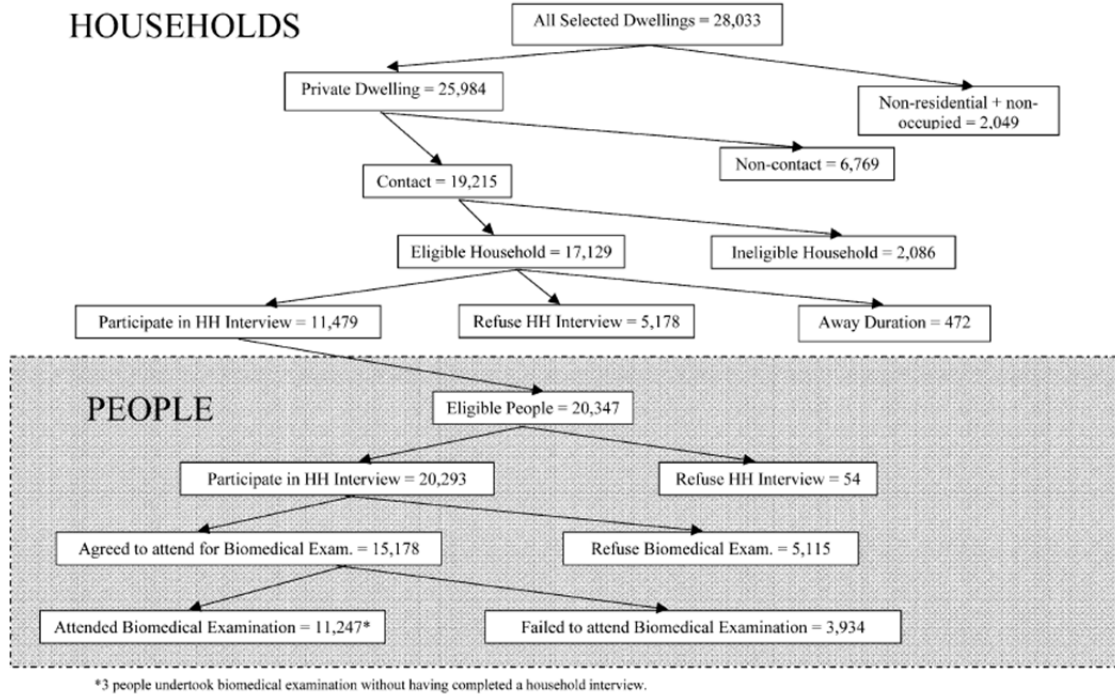 HOUSEHOLDS
All Selected Dwellings = 28,033
Private Dwelling = 25,984
Non-residential + non-
occupied = 2,049
Non-contact = 6,769
Contact = 19,215
Eligible Household = 17,129
Ineligible Household = 2,086
Participate in HH Interview = 11,479
Refuse HH Interview = 5,178
Away Duration = 472
PEOPLE
Eligible People = 20,347
Participate in HH Interview = 20,293
Refuse HH Interview = 54
Agreed to attend for Biomedical Exam. = 15,178
Refuse Biomedical Exam. = 5,115
Attended Biomedical Examination = 11,247*
Failed to attend Biomedical Examination = 3,934
*3 people undertook biomedical examination without having completed a household interview.